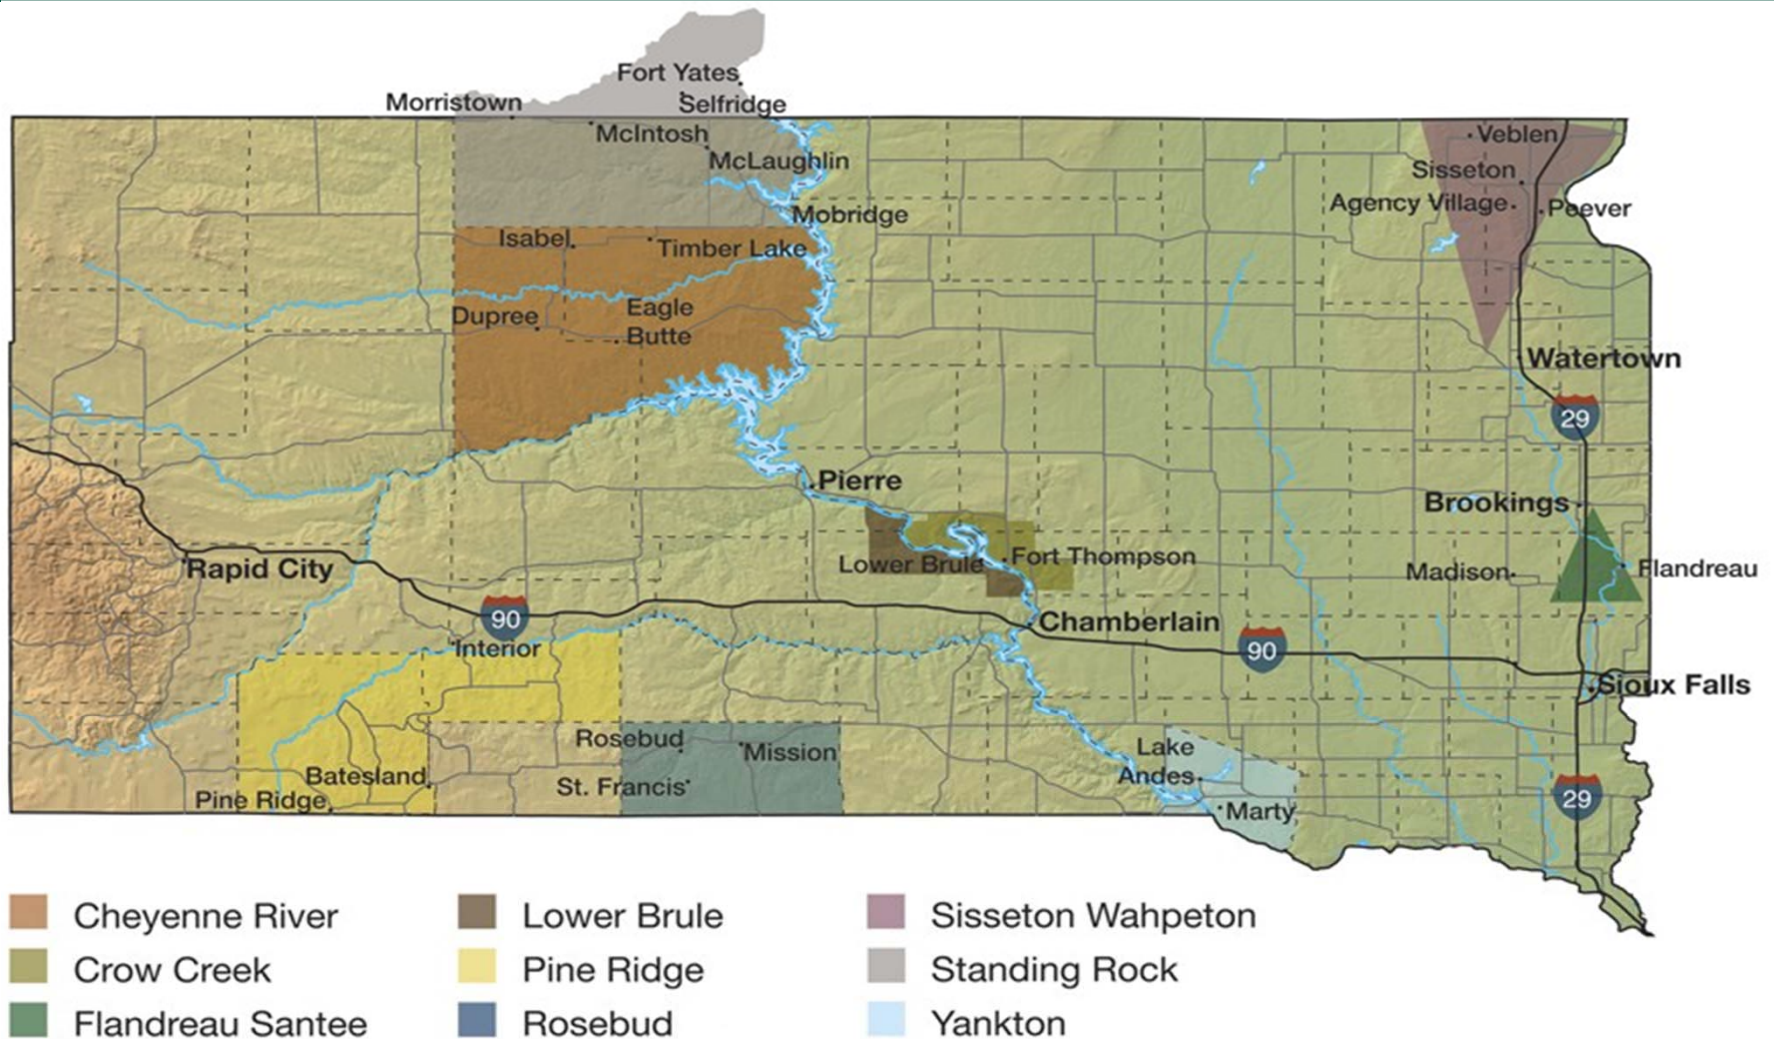 Fort Yates
Morristown
Selfridge
McIntosh
Veblen
McLaughlin
Sisseton
Agency Village
Peever
Mobridge
Isabel
Timber Lake
Dupree
Eagle
Butte
Watertown
29
Pierre
Brookings
Lower Brule
Fort Thompson
Rapid City
Madison
Flandreau
90
Chamberlain
Interior
90
Sioux Falls
Rosebud
Mission
Lake
Andes
St. Francis
Batesland
Pine Ridge
Marty
29
Cheyenne River
Crow Creek
Flandreau Santee
Lower Brule
Pine Ridge
Rosebud
Sisseton Wahpeton
Standing Rock
Yankton